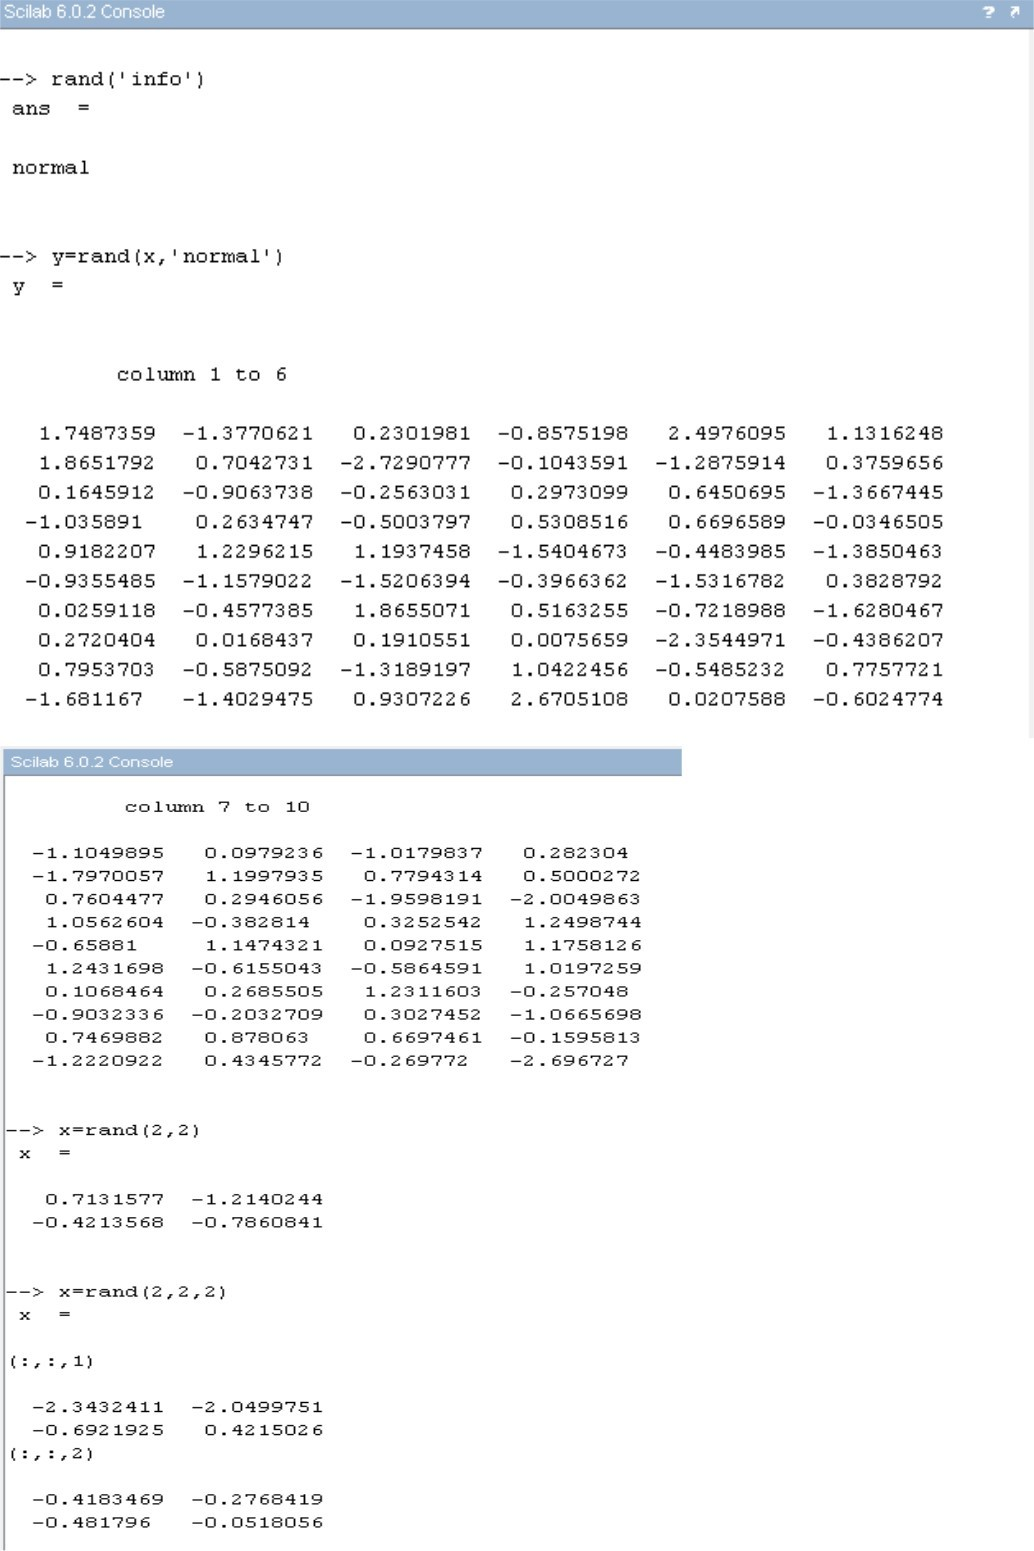 Scilab 6.0.2 Console ? ↗
--> rand('info')
ans =
normal
--> y=rand(x,'normal')
y =
column 1 to 6
1.7487359 -1.3770621 0.2301981 -0.8575198 2.4976095 1.1316248
1.8651792 0.7042731 -2.7290777 -0.1043591 -1.2875914 0.3759656
0.1645912 -0.9063738 -0.2563031 0.2973099 0.6450695 -1.3667445
-1.035891 0.2634747 -0.5003797 0.5308516 0.6696589 -0.0346505
0.9182207 1.2296215 1.1937458 -1.5404673 -0.4483985 -1.3850463
-0.9355485 -1.1579022 -1.5206394 -0.3966362 -1.5316782 0.3828792
0.0259118 -0.4577385 1.8655071 0.5163255 -0.7218988 -1.6280467
0.2720404 0.0168437 0.1910551 0.0075659 -2.3544971 -0.4386207
0.7953703 -0.5875092 -1.3189197 1.0422456 -0.5485232 0.7757721
-1.681167 -1.4029475 0.9307226 2.6705108 0.0207588 -0.6024774
Scilab 6.0.2 Console
column 7 to 10
-1.1049895 0.0979236 -1.0179837 0.282304
-1.7970057 1.1997935 0.7794314 0.5000272
0.7604477 0.2946056 -1.9598191 -2.0049863
1.0562604 -0.382814 0.3252542 1.2498744
-0.65881 1.1474321 0.0927515 1.1758126
1.2431698 -0.6155043 -0.5864591 1.0197259
0.1068464 0.2685505 1.2311603 -0.257048
-0.9032336 -0.2032709 0.3027452 -1.0665698
0.7469882 0.878063 0.6697461 -0.1595813
-1.2220922 0.4345772 -0.269772 -2.696727
--> x=rand(2,2)
x =
0.7131577 -1.2140244
-0.4213568 -0.7860841
--> x=rand(2,2,2)
x =
(:,:,1)
-2.3432411 -2.0499751
-0.6921925 0.4215026
(:,:,2)
-0.4183469 -0.2768419
-0.481796 -0.0518056